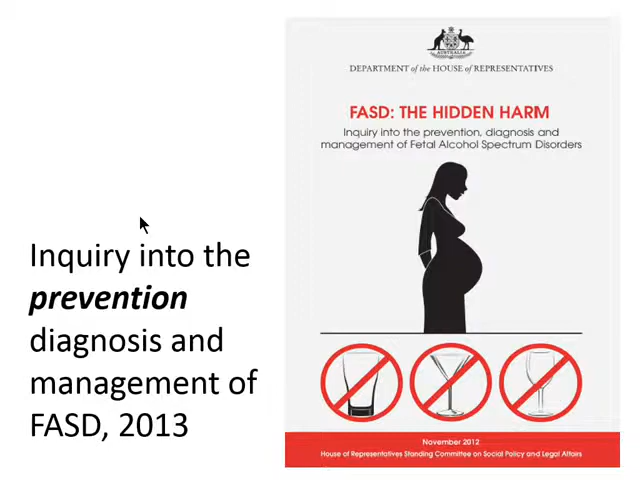 Inquiry into the
prevention
diagnosis and
management of
FASD, 2013
AUSTRALIA
DEPARTMENT of the HOUSE of REPRESENTATIVES
FASD: THE HIDDEN HARM
Inquiry into the prevention, diagnosis and
management of Fetal Alcohol Spectrum Disorders
November 2012
House of Representatives Standing Committee on Social Policy and Legal Affairs